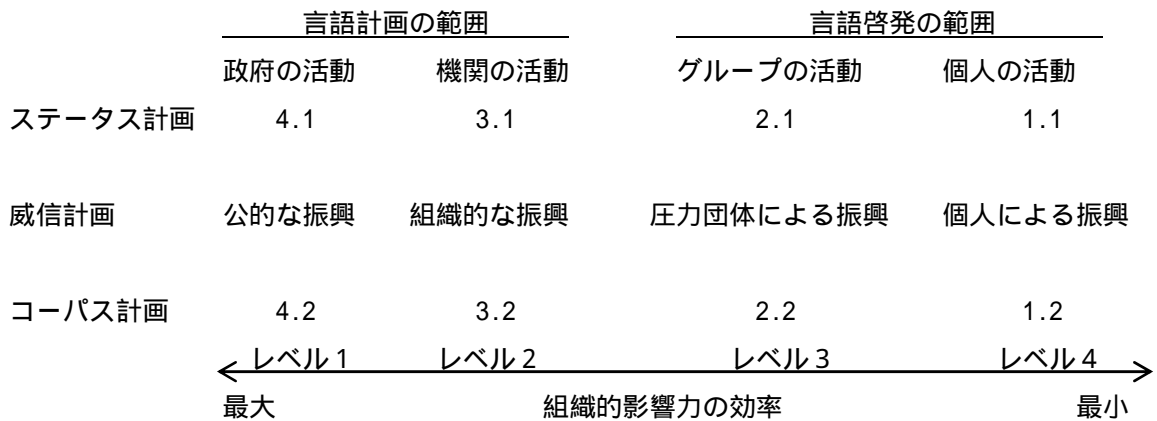 言語計画の範囲 言語啓発の範囲
政府の活動 機関の活動 グループの活動 個人の活動
ステータス計画 4.1 3.1 2.1 1.1
威信計画 公的な振興 組織的な振興 圧力団体による振興 個人による振興
コーパス計画 4.2 3.2 2.2 1.2
レベル1 レベル2 レベル3 レベル4
最大 組織的影響力の効率 最小